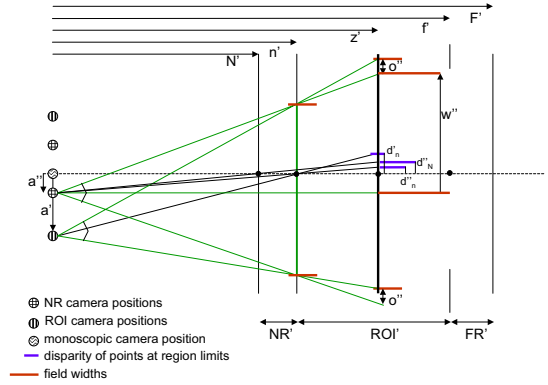 F'
f'
z'
n'
N'
o''
w''
d'n
d''N
d''n
a''
a'
o''
NR' ROI' FR'
NR camera positions
ROI camera positions
monoscopic camera position
disparity of points at region limits
field widths